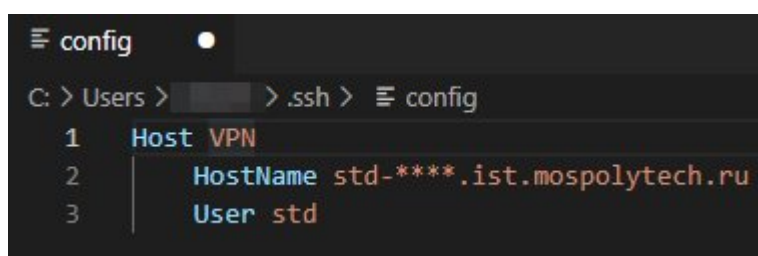 config
C: > Users > > .ssh > config
1 Host VPN
2 HostName std-****.ist.mospolytech.ru
3 User std